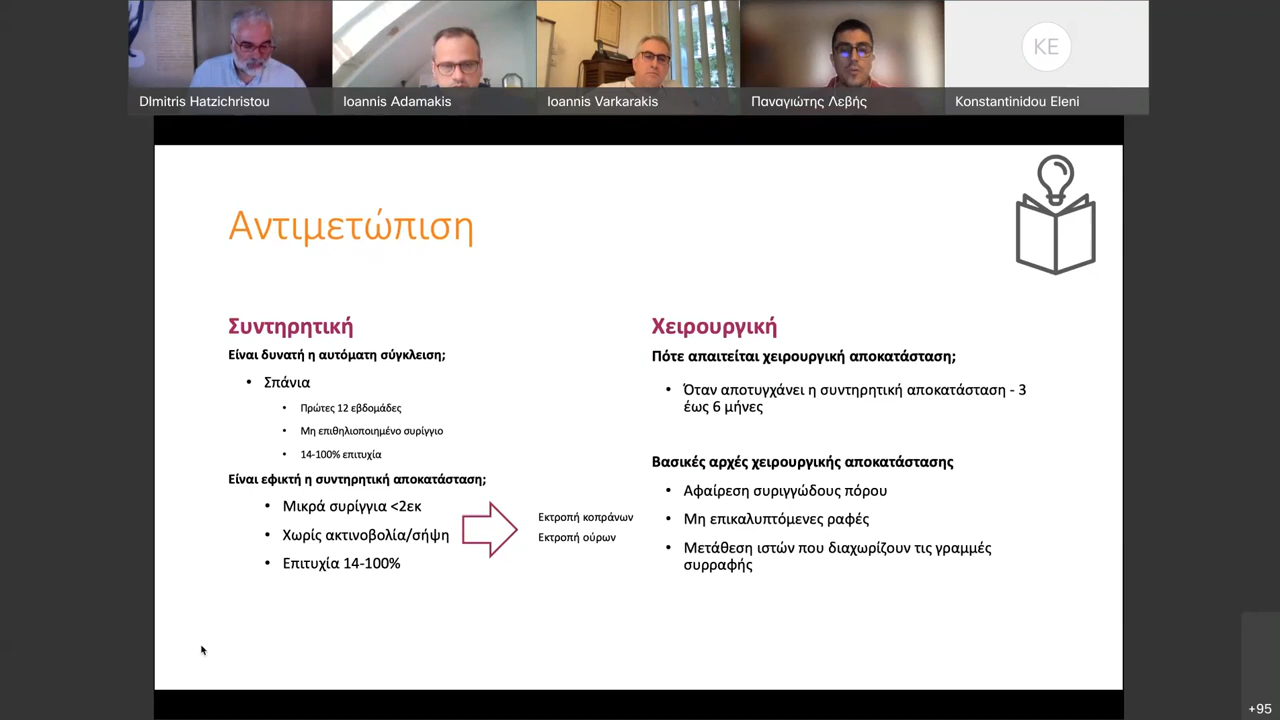 DImitris Hatzichristou
Ioannis Adamakis
Ioannis Varkarakis
Παναγιώτης Λεβής
KE
Konstantinidou Eleni
Αντιμετώπιση
Συντηρητική
Είναι δυνατή η αυτόματη σύγκλειση;
• Σπάνια
• Πρώτες 12 εβδομάδες
• Μη επιθηλιοποιημένο συρίγγιο
• 14-100% επιτυχία
Είναι εφικτή η συντηρητική αποκατάσταση;
• Μικρά συρίγγια <2εκ
• Χωρίς ακτινοβολία/σήψη
• Επιτυχία 14-100%
Εκτροπή κοπράνων
Εκτροπή ούρων
Χειρουργική
Πότε απαιτείται χειρουργική αποκατάσταση;
• Όταν αποτυγχάνει η συντηρητική αποκατάσταση - 3
έως 6 μήνες
Βασικές αρχές χειρουργικής αποκατάστασης
• Αφαίρεση συριγγώδους πόρου
• Μη επικαλυπτόμενες ραφές
• Μετάθεση ιστών που διαχωρίζουν τις γραμμές
συρραφής
+95